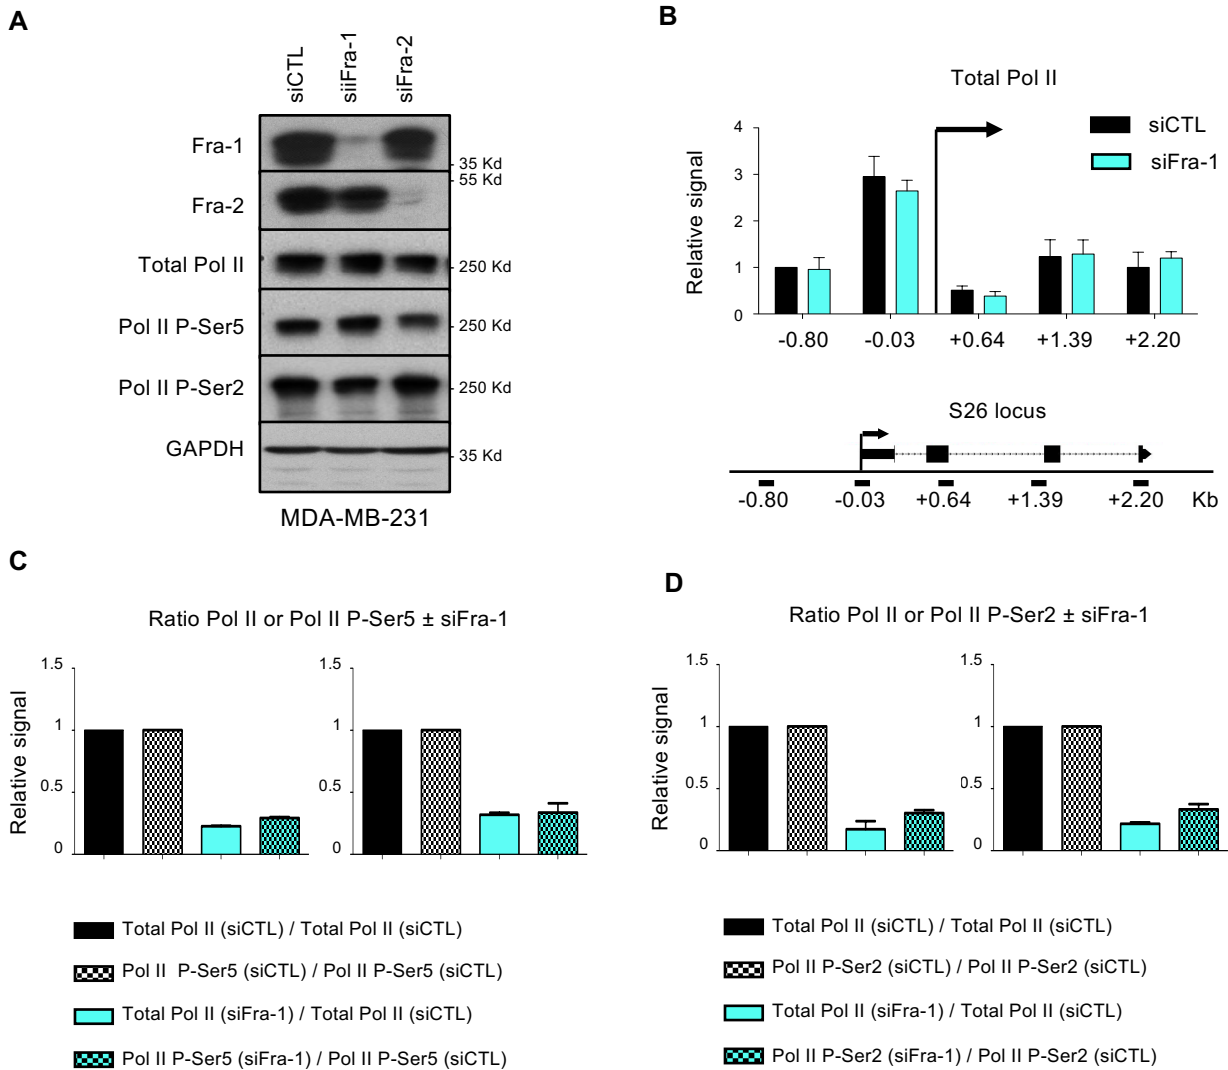 A
siCTL
siiFra-1
siFra-2
Fra-1
35 Kd
55 Kd
Fra-2
Total Pol II
250 Kd
Pol II P-Ser5
250 Kd
Pol II P-Ser2
250 Kd
GAPDH
35 Kd
MDA-MB-231
B
Total Pol II
siCTL
siFra-1
Relative signal
4
3
2
1
0
-0.80 -0.03 +0.64 +1.39 +2.20
S26 locus
-0.80 -0.03 +0.64 +1.39 +2.20 Kb
C
Ratio Pol II or Pol II P-Ser5 ± siFra-1
Relative signal
1.5
1
0.5
0
1.5
1
0.5
0
Total Pol II (siCTL) / Total Pol II (siCTL)
Pol II P-Ser5 (siCTL) / Pol II P-Ser5 (siCTL)
Total Pol II (siFra-1) / Total Pol II (siCTL)
Pol II P-Ser5 (siFra-1) / Pol II P-Ser5 (siCTL)
D
Ratio Pol II or Pol II P-Ser2 ± siFra-1
Relative signal
1.5
1
0.5
0
1.5
1
0.5
0
Total Pol II (siCTL) / Total Pol II (siCTL)
Pol II P-Ser2 (siCTL) / Pol II P-Ser2 (siCTL)
Total Pol II (siFra-1) / Total Pol II (siCTL)
Pol II P-Ser2 (siFra-1) / Pol II P-Ser2 (siCTL)